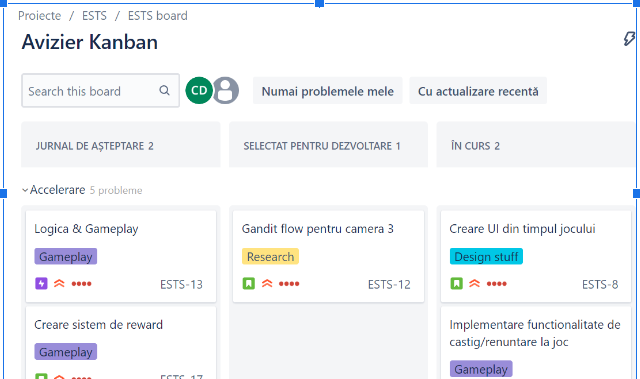 Proiecte / ESTS / ESTS board
Avizier Kanban
Search this board
CD
Numai problemele mele
Cu actualizare recentă
JURNAL DE AȘTEPTARE 2
SELECTAT PENTRU DEZVOLTARE 1
ÎN CURS 2
Accelerare 5 probleme
Logica & Gameplay
Gameplay
ESTS-13
Gandit flow pentru camera 3
Research
ESTS-12
Creare UI din timpul jocului
Design stuff
ESTS-8
Creare sistem de reward
Gameplay
ESTS-17
Implementare functionalitate de
castig/renuntare la joc
Gameplay